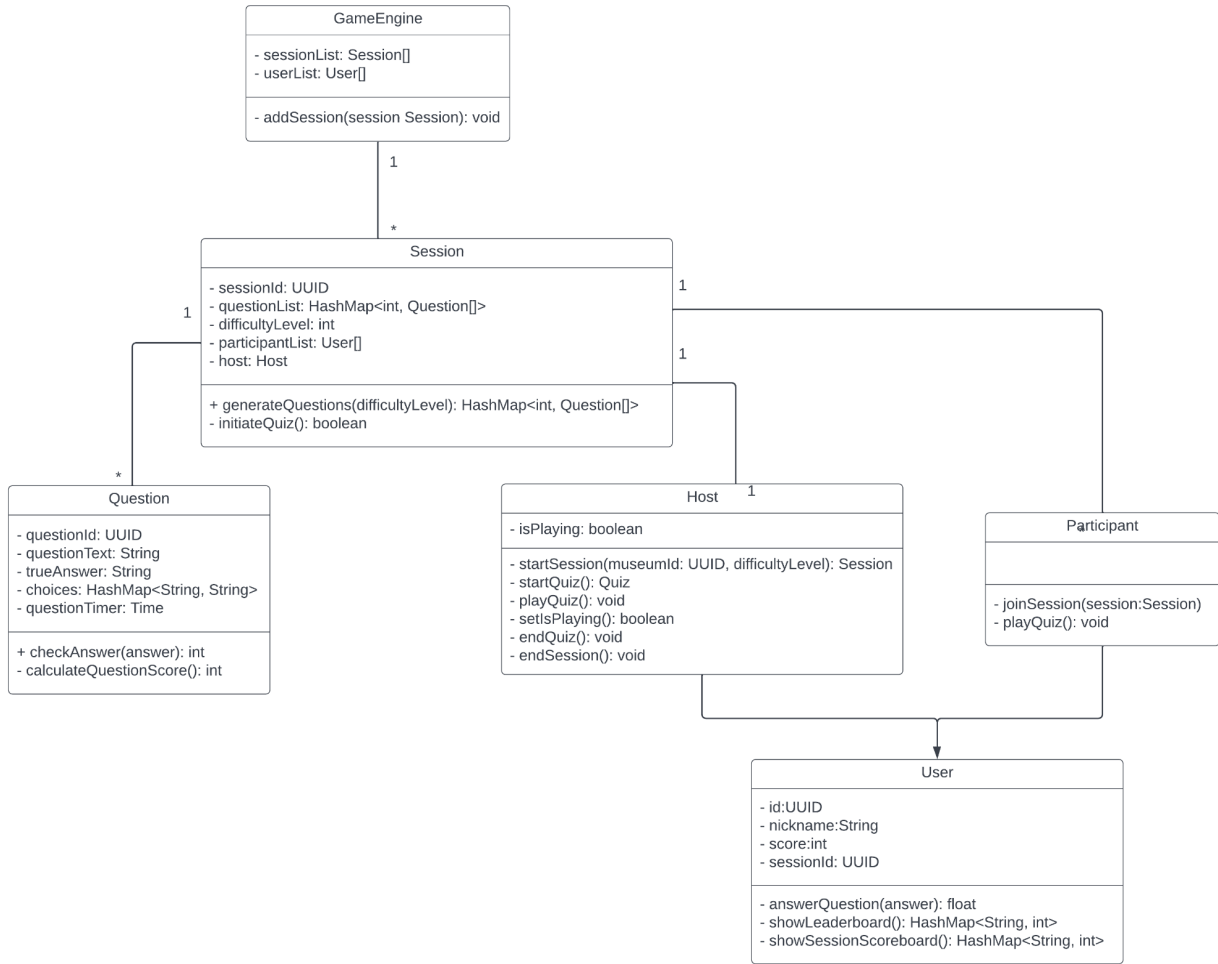 GameEngine
- sessionList: Session[]
- userList: User[]
- addSession(session Session): void
1
*
Session
- sessionId: UUID
- questionList: HashMap<int, Question[]>
- difficultyLevel: int
- participantList: User[]
- host: Host
+ generateQuestions(difficultyLevel): HashMap<int, Question[]>
- initiateQuiz(): boolean
1
1
1
*
Question
- questionId: UUID
- questionText: String
- trueAnswer: String
- choices: HashMap<String, String>
- questionTimer: Time
+ checkAnswer(answer): int
- calculateQuestionScore(): int
1
Host
- isPlaying: boolean
- startSession(museumId: UUID, difficultyLevel): Session
- startQuiz(): Quiz
- playQuiz(): void
- setIsPlaying(): boolean
- endQuiz(): void
- endSession(): void
*
Participant
- joinSession(session:Session)
- playQuiz(): void
User
- id:UUID
- nickname:String
- score:int
- sessionId: UUID
- answerQuestion(answer): float
- showLeaderboard(): HashMap<String, int>
- showSessionScoreboard(): HashMap<String, int>